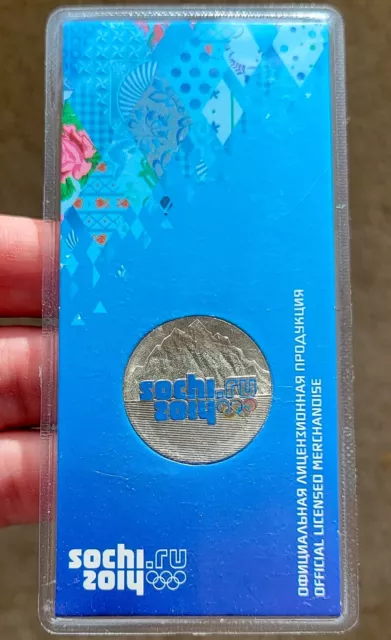 sochi.ru
2014
sochi.ru
2014
ОФИЦИАЛЬНАЯ ЛИЦЕНЗИОННАЯ ПРОДУКЦИЯ
OFFICIAL LICENSED MERCHANDISE